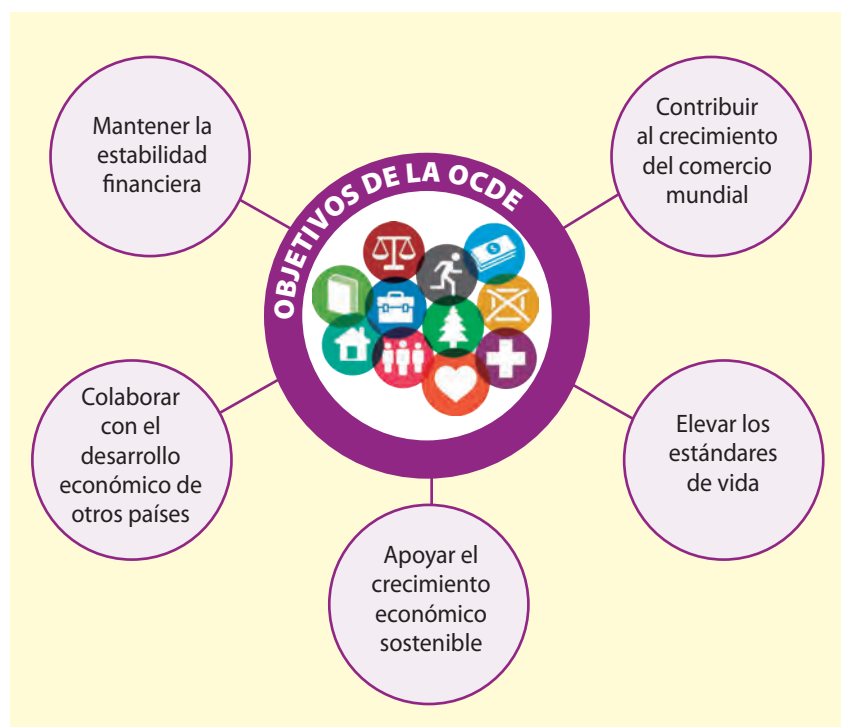 OBJETIVOS DE LA OCDE
Mantener la
estabilidad
financiera
Contribuir
al crecimiento
del comercio
mundial
Colaborar
con el
desarrollo
económico de
otros países
Elevar los
estándares
de vida
Apoyar el
crecimiento
económico
sostenible